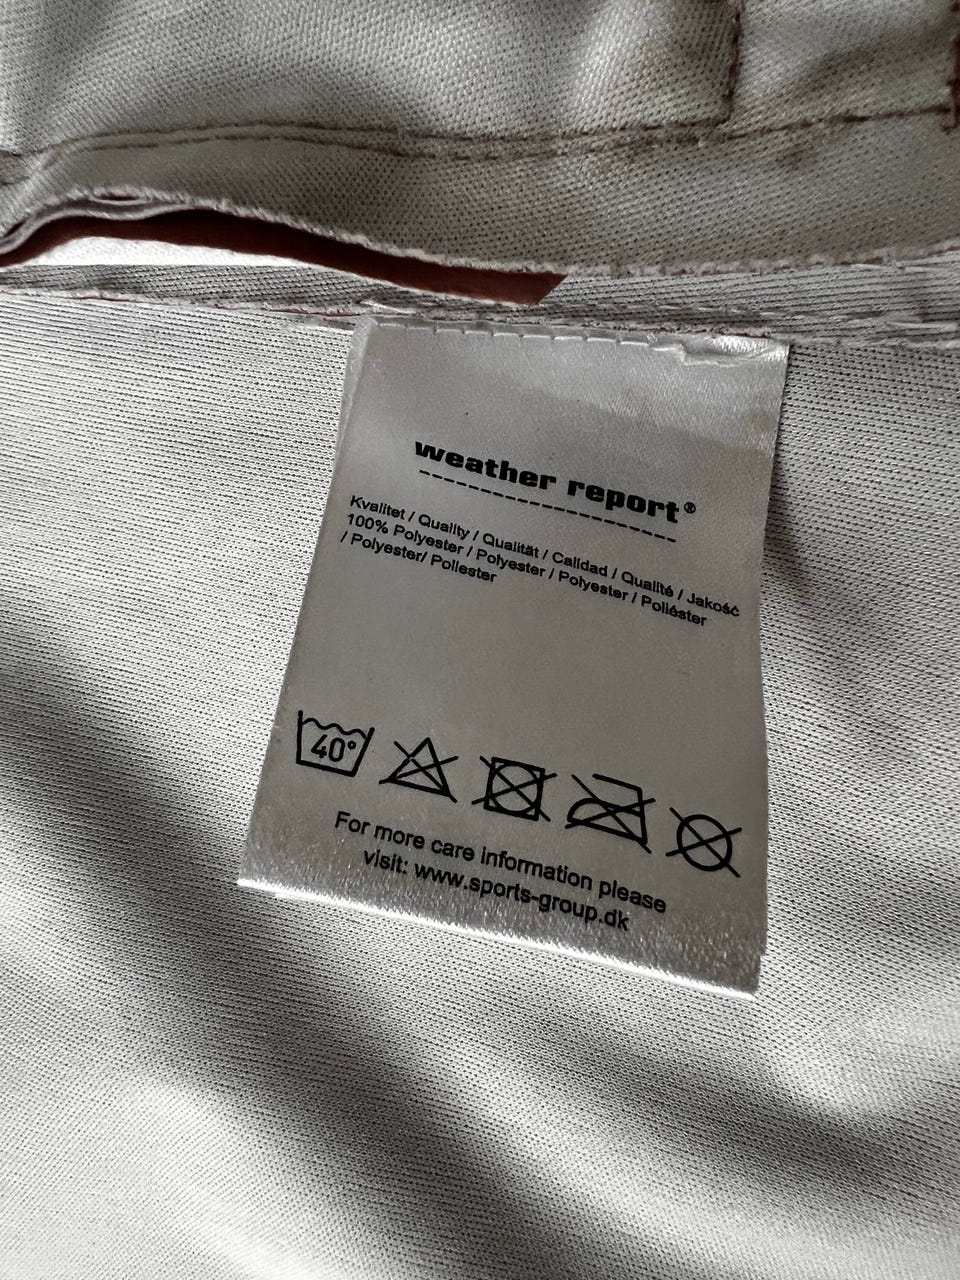 weather report®
Kvalitet / Quality / Qualität / Calidad / Qualité / Jakość
100% Polyester / Polyester / Polyester / Poliéster
/ Polyester/ Poliester
40°
For more care information please
visit: www.sports-group.dk